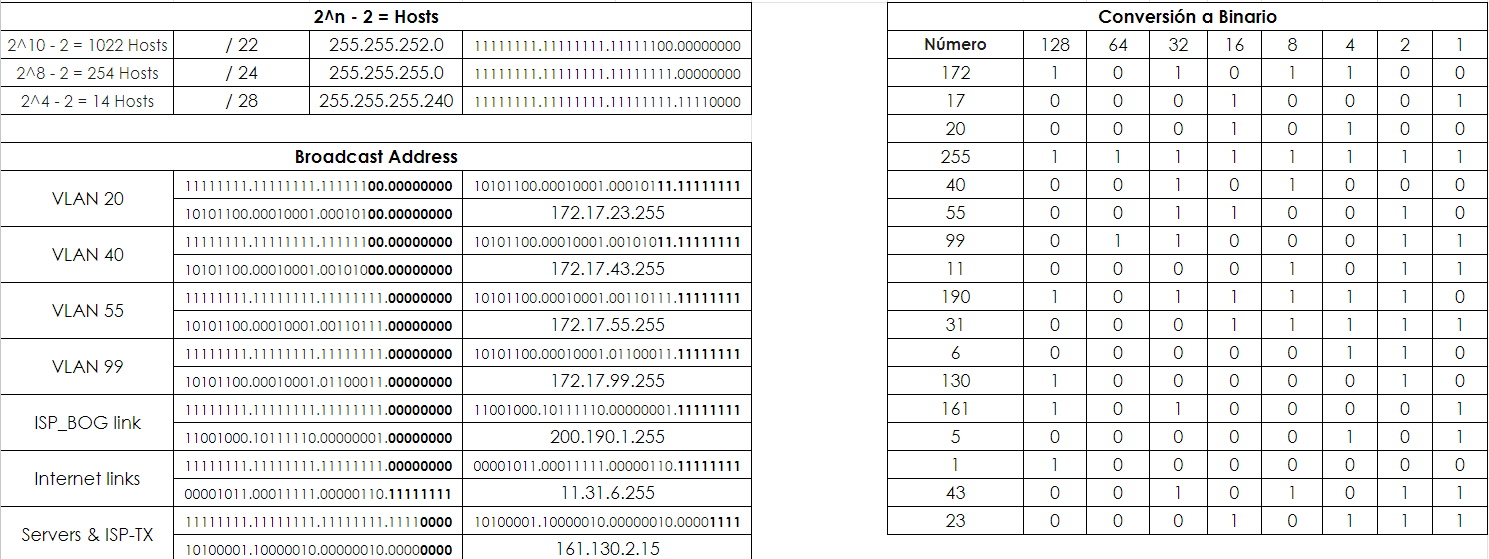 2^n - 2 = Hosts
2^10 - 2 = 1022 Hosts / 22 255.255.252.0 11111111.11111111.11111100.00000000
2^8 - 2 = 254 Hosts / 24 255.255.255.0 11111111.11111111.11111111.00000000
2^4 - 2 = 14 Hosts / 28 255.255.255.240 11111111.11111111.11111111.11110000
Broadcast Address
VLAN 20
11111111.11111111.11111100.00000000 10101100.00010001.00010111.11111111
10101100.00010001.00010100.00000000 172.17.23.255
VLAN 40
11111111.11111111.11111100.00000000 10101100.00010001.00101011.11111111
10101100.00010001.00101000.00000000 172.17.43.255
VLAN 55
11111111.11111111.11111111.00000000 10101100.00010001.00110111.11111111
10101100.00010001.00110111.00000000 172.17.55.255
VLAN 99
11111111.11111111.11111111.00000000 10101100.00010001.01100011.11111111
10101100.00010001.01100011.00000000 172.17.99.255
ISP_BOG link
11111111.11111111.11111111.00000000 11001000.10111110.00000001.11111111
11001000.10111110.00000001.00000000 200.190.1.255
Internet links
11111111.11111111.11111111.00000000 00001011.00011111.00000110.11111111
00001011.00011111.00000110.11111111 11.31.6.255
Servers & ISP-TX
11111111.11111111.11111111.11110000 10100001.10000010.00000010.00001111
10100001.10000010.00000010.00000000 161.130.2.15
Conversión a Binario
Número 128 64 32 16 8 4 2 1
172 1 0 1 0 1 1 0 0
17 0 0 0 1 0 0 0 1
20 0 0 0 1 0 1 0 0
255 1 1 1 1 1 1 1 1
40 0 0 1 0 1 0 0 0
55 0 0 1 1 0 0 1 0
99 0 1 1 0 0 0 1 1
11 0 0 0 0 1 0 1 1
190 1 0 1 1 1 1 1 0
31 0 0 0 1 1 1 1 1
6 0 0 0 0 0 1 1 0
130 1 0 0 0 0 0 1 0
161 1 0 1 0 0 0 0 1
5 0 0 0 0 0 1 0 1
1 1 0 0 0 0 0 0 0
43 0 0 1 0 1 0 1 1
23 0 0 0 1 0 1 1 1